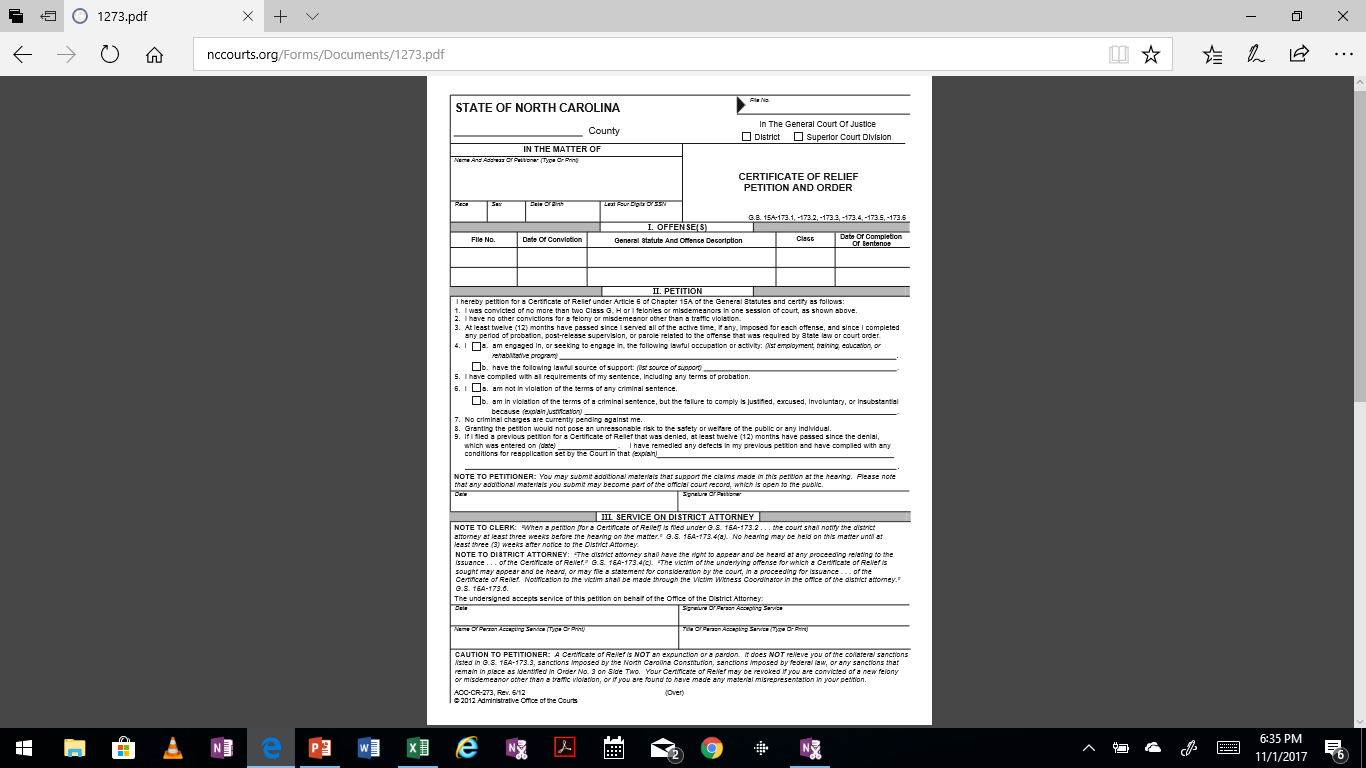 1273.pdf
nccourts.org/Forms/Documents/1273.pdf
STATE OF NORTH CAROLINA
County
File No.
In The General Court Of Justice
District Superior Court Division
IN THE MATTER OF
Name And Address Of Petitioner (Type Or Print)
Race Sex Date Of Birth Last Four Digits Of SSN
CERTIFICATE OF RELIEF
PETITION AND ORDER
G.S. 15A-173.1, -173.2, -173.3, -173.4, -173.5, -173.6
I. OFFENSE(S)
File No. Date Of Conviction General Statute And Offense Description Class Date Of Completion
Of Sentence
II. PETITION
I hereby petition for a Certificate of Relief under Article 6 of Chapter 15A of the General Statutes and certify as follows:
1. I was convicted of no more than two Class G, H or I felonies or misdemeanors in one session of court, as shown above.
2. I have no other convictions for a felony or misdemeanor other than a traffic violation.
3. At least twelve (12) months have passed since I served all of the active time, if any, imposed for each offense, and since I completed
any period of probation, post-release supervision, or parole related to the offense that was required by State law or court order.
4. I a. am engaged in, or seeking to engage in, the following lawful occupation or activity: (list employment, training, education, or
rehabilitative program) .
b. have the following lawful source of support: (list source of support) .
5. I have complied with all requirements of my sentence, including any terms of probation.
6. I a. am not in violation of the terms of any criminal sentence.
b. am in violation of the terms of a criminal sentence, but the failure to comply is justified, excused, involuntary, or insubstantial
because (explain justification) .
7. No criminal charges are currently pending against me.
8. Granting the petition would not pose an unreasonable risk to the safety or welfare of the public or any individual.
9. If I filed a previous petition for a Certificate of Relief that was denied, at least twelve (12) months have passed since the denial,
which was entered on (date) . I have remedied any defects in my previous petition and have complied with any
conditions for reapplication set by the Court in that (explain)
.
NOTE TO PETITIONER: You may submit additional materials that support the claims made in this petition at the hearing. Please note
that any additional materials you submit may become part of the official court record, which is open to the public.
Date Signature Of Petitioner
III. SERVICE ON DISTRICT ATTORNEY
NOTE TO CLERK: "When a petition [for a Certificate of Relief] is filed under G.S. 15A-173.2 . . . the court shall notify the district
attorney at least three weeks before the hearing on the matter." G.S. 15A-173.4(a). No hearing may be held on this matter until at
least three (3) weeks after notice to the District Attorney.
NOTE TO DISTRICT ATTORNEY: "The district attorney shall have the right to appear and be heard at any proceeding relating to the
issuance . . . of the Certificate of Relief." G.S. 15A-173.4(c). "The victim of the underlying offense for which a Certificate of Relief is
sought may appear and be heard, or may file a statement for consideration by the court, in a proceeding for issuance . . . of the
Certificate of Relief. Notification to the victim shall be made through the Victim Witness Coordinator in the office of the district attorney."
G.S. 15A-173.6.
The undersigned accepts service of this petition on behalf of the Office of the District Attorney:
Date Signature Of Person Accepting Service
Name Of Person Accepting Service (Type Or Print) Title Of Person Accepting Service (Type Or Print)
CAUTION TO PETITIONER: A Certificate of Relief is NOT an expunction or a pardon. It does NOT relieve you of the collateral sanctions
listed in G.S. 15A-173.3, sanctions imposed by the North Carolina Constitution, sanctions imposed by federal law, or any sanctions that
remain in place as identified in Order No. 3 on Side Two. Your Certificate of Relief may be revoked if you are convicted of a new felony
or misdemeanor other than a traffic violation, or if you are found to have made any material misrepresentation in your petition.
AOC-CR-273, Rev. 6/12 (Over)
© 2012 Administrative Office of the Courts
2
6:35 PM
11/1/2017
6